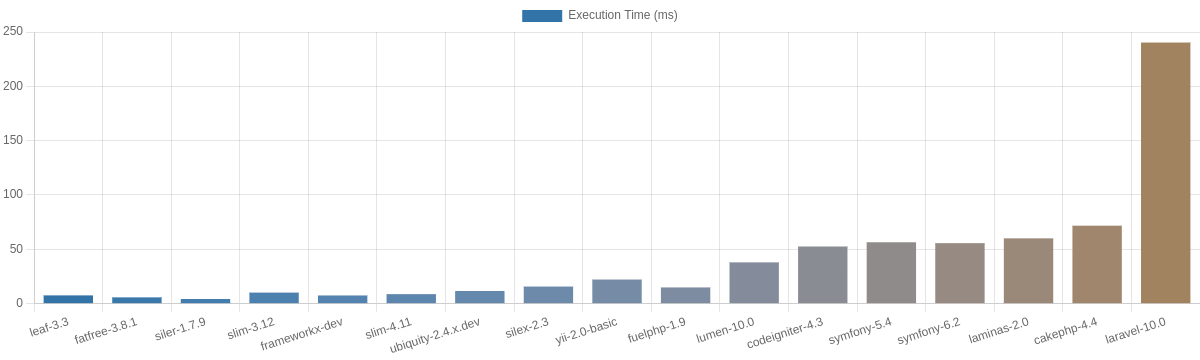 Execution Time (ms)
250
200
150
100
50
0
leaf-3.3
fatfree-3.8.1
siler-1.7.9
slim-3.12
frameworkx-dev
slim-4.11
ubiquity-2.4.x.dev
silex-2.3
yii-2.0-basic
fuelphp-1.9
lumen-10.0
codeigniter-4.3
symfony-5.4
symfony-6.2
laminas-2.0
cakephp-4.4
laravel-10.0